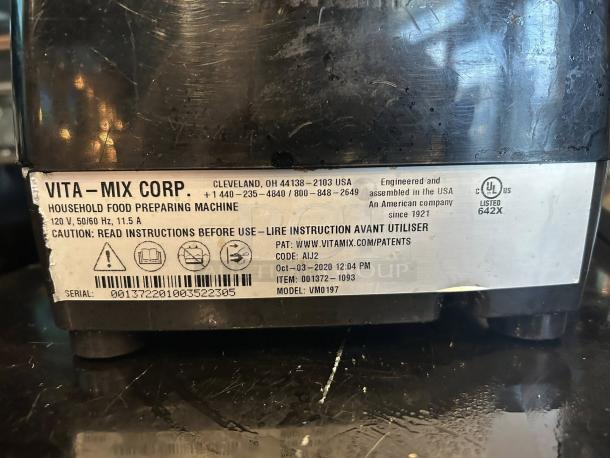 VITA-MIX CORP.
CLEVELAND, OH 44138-2103 USA
+1 440-235-4840 / 800-848-2649
HOUSEHOLD FOOD PREPARING MACHINE
120 V, 50/60 Hz, 11.5 A
Engineered and
assembled in the USA
An American company
since 1921
C UL US
LISTED
642X
CAUTION: READ INSTRUCTIONS BEFORE USE-LIRE INSTRUCTION AVANT UTILISER
PAT: WWW.VITAMIX.COM/PATENTS
CODE: AIJ2
Oct-03-2020 12:04 PM
ITEM: 001372-1093
MODEL: VM0197
SERIAL: 001372201003522305